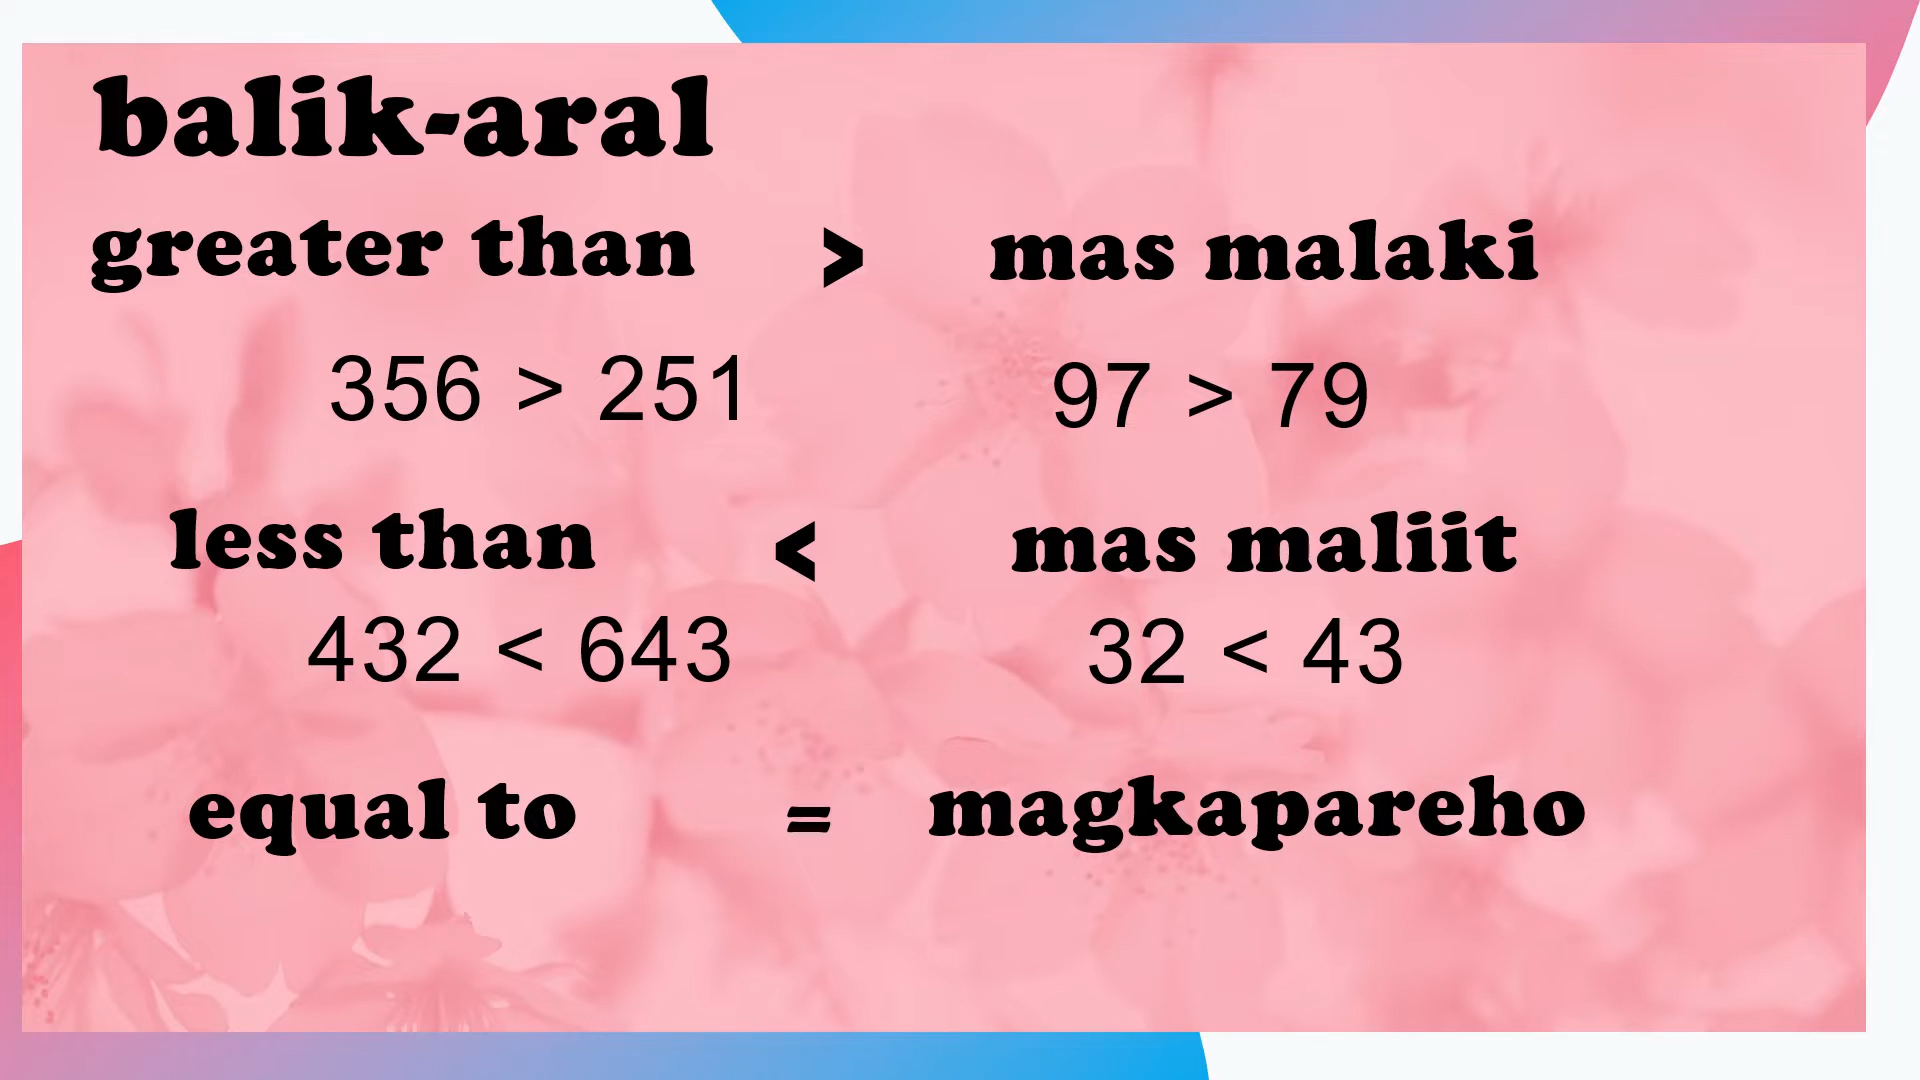 balik-aral
greater than > mas malaki
356 > 251 97 > 79
less than < mas maliit
432 < 643 32 < 43
equal to = magkapareho